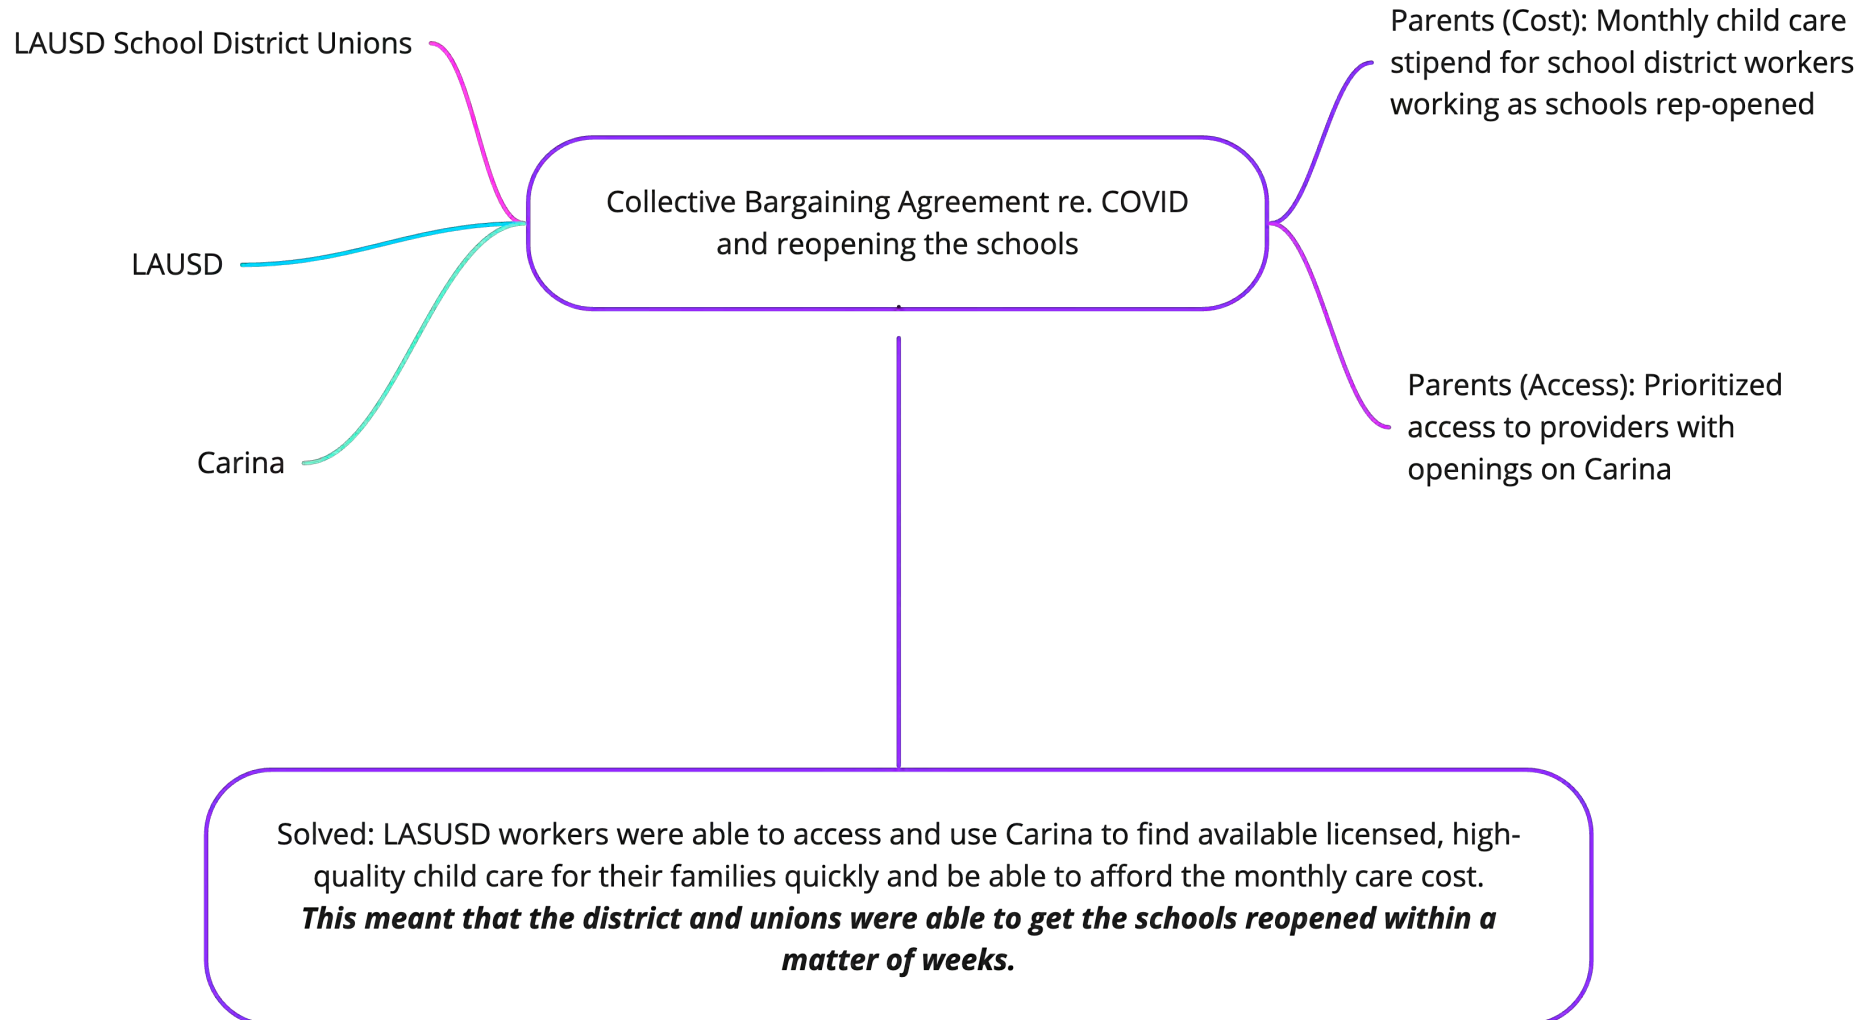 LAUSD School District Unions
LAUSD
Carina
Collective Bargaining Agreement re. COVID
and reopening the schools
Parents (Cost): Monthly child care
stipend for school district workers
working as schools rep-opened
Parents (Access): Prioritized
access to providers with
openings on Carina
Solved: LASUSD workers were able to access and use Carina to find available licensed, high-
quality child care for their families quickly and be able to afford the monthly care cost.
This meant that the district and unions were able to get the schools reopened within a
matter of weeks.